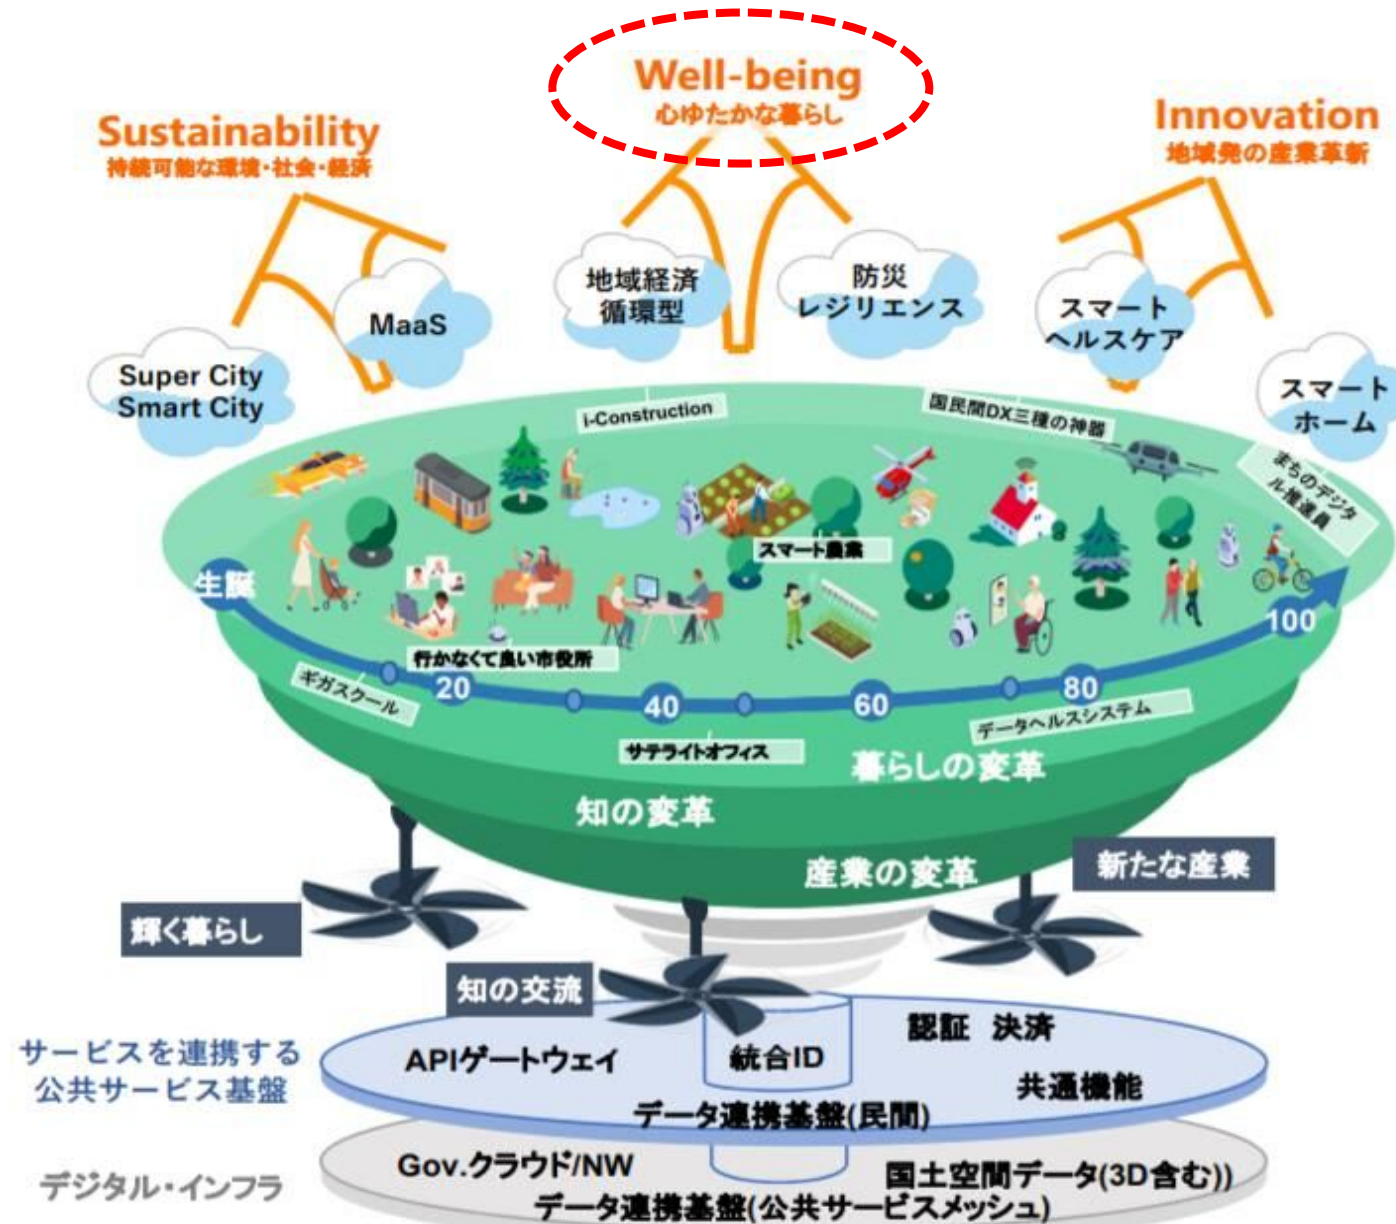 Well-being
心ゆたかな暮らし
Sustainability
持続可能な環境・社会・経済
Innovation
地域発の産業革新
Super City
Smart City
MaaS
地域経済
循環型
防災
レジリエンス
スマート
ヘルスケア
スマート
ホーム
i-Construction
国民間DX三種の神器
まちのデジタ
ル推進員
スマート農業
生誕
行かなくて良い市役所
ギガスクール
20
40
60
80
100
サテライトオフィス
データヘルスシステム
暮らしの変革
知の変革
産業の変革
新たな産業
輝く暮らし
知の交流
サービスを連携する
公共サービス基盤
APIゲートウェイ
統合ID
認証 決済
共通機能
データ連携基盤(民間)
デジタル・インフラ
Gov.クラウド/NW
国土空間データ(3D含む))
データ連携基盤(公共サービスメッシュ)